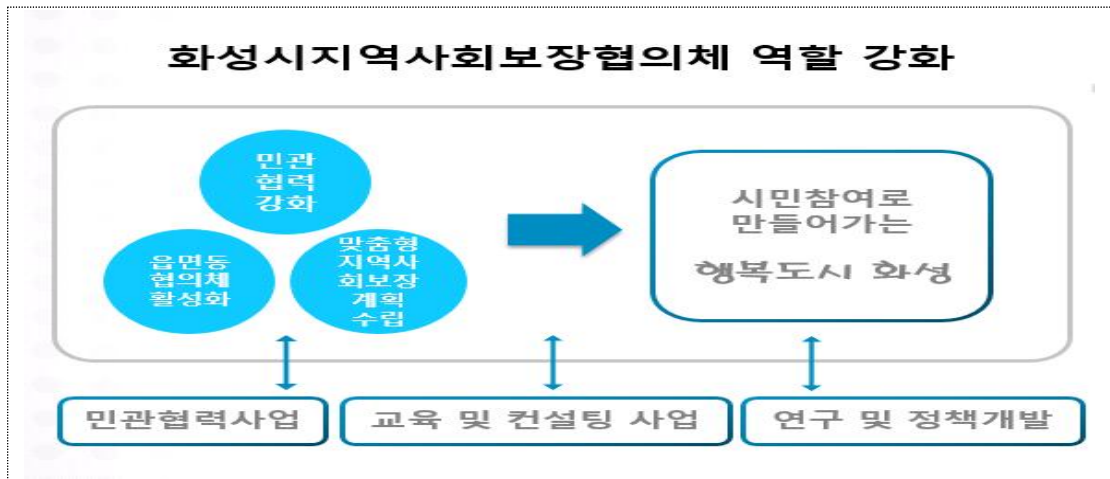 화성시지역사회보장협의체 역할 강화
민관
협력
강화
읍면동
협의체
활성화
맞춤형
지역사
회보장
계획
수립
시민참여로
만들어가는
행복도시 화성
민관협력사업
교육 및 컨설팅 사업
연구 및 정책개발